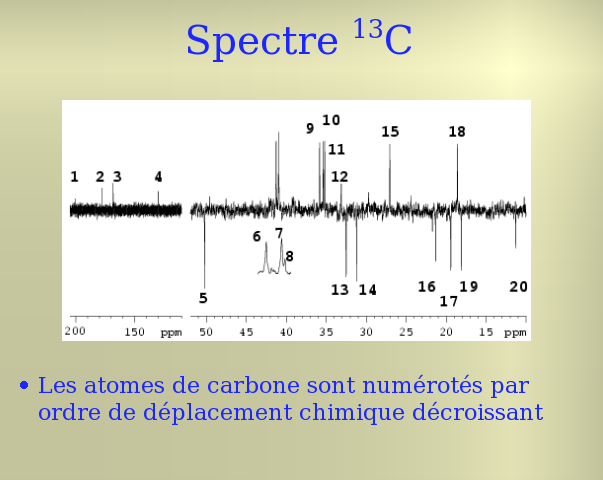 Spectre ¹³C
10
9
15
18
11
1 2 3 4
12
6 7
8
13 14
16 19 20
5
17
200 150 ppm 50 45 40 35 30 25 20 15 ppm
• Les atomes de carbone sont numérotés par
ordre de déplacement chimique décroissant